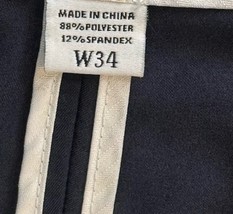 MADE IN CHINA
88%POLYESTER
12%SPANDEX
W34